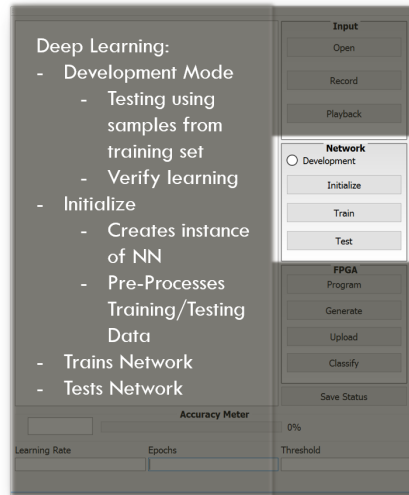 Deep Learning:
- Development Mode
- Testing using
samples from
training set
- Verify learning
- Initialize
- Creates instance
of NN
- Pre-Processes
Training/Testing
Data
- Trains Network
- Tests Network
Input
Open
Record
Playback
Network
Development
Initialize
Train
Test
FPGA
Program
Generate
Upload
Classify
Save Status
Accuracy Meter
0%
Learning Rate
Epochs
Threshold